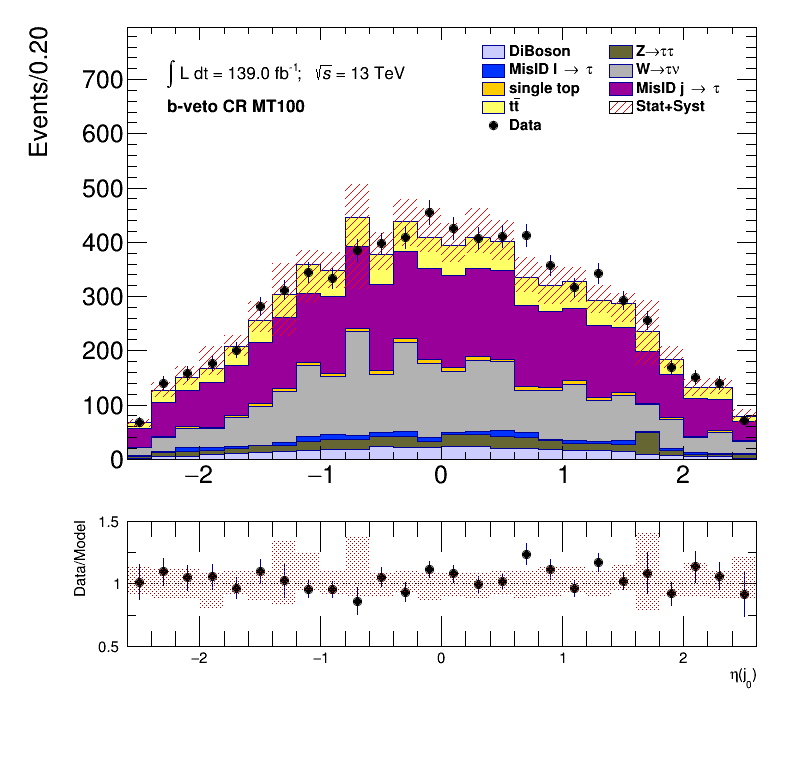 Events/0.20
∫ L dt = 139.0 fb⁻¹; √s = 13 TeV
b-veto CR MT100
DiBoson
Z→ττ
MisID l → τ
W→τν
single top
MisID j → τ
tt̄
Stat+Syst
Data
700
600
500
400
300
200
100
0
−2 −1 0 1 2
Data/Model
1.5
1
0.5
−2 −1 0 1 2
η(j₀)